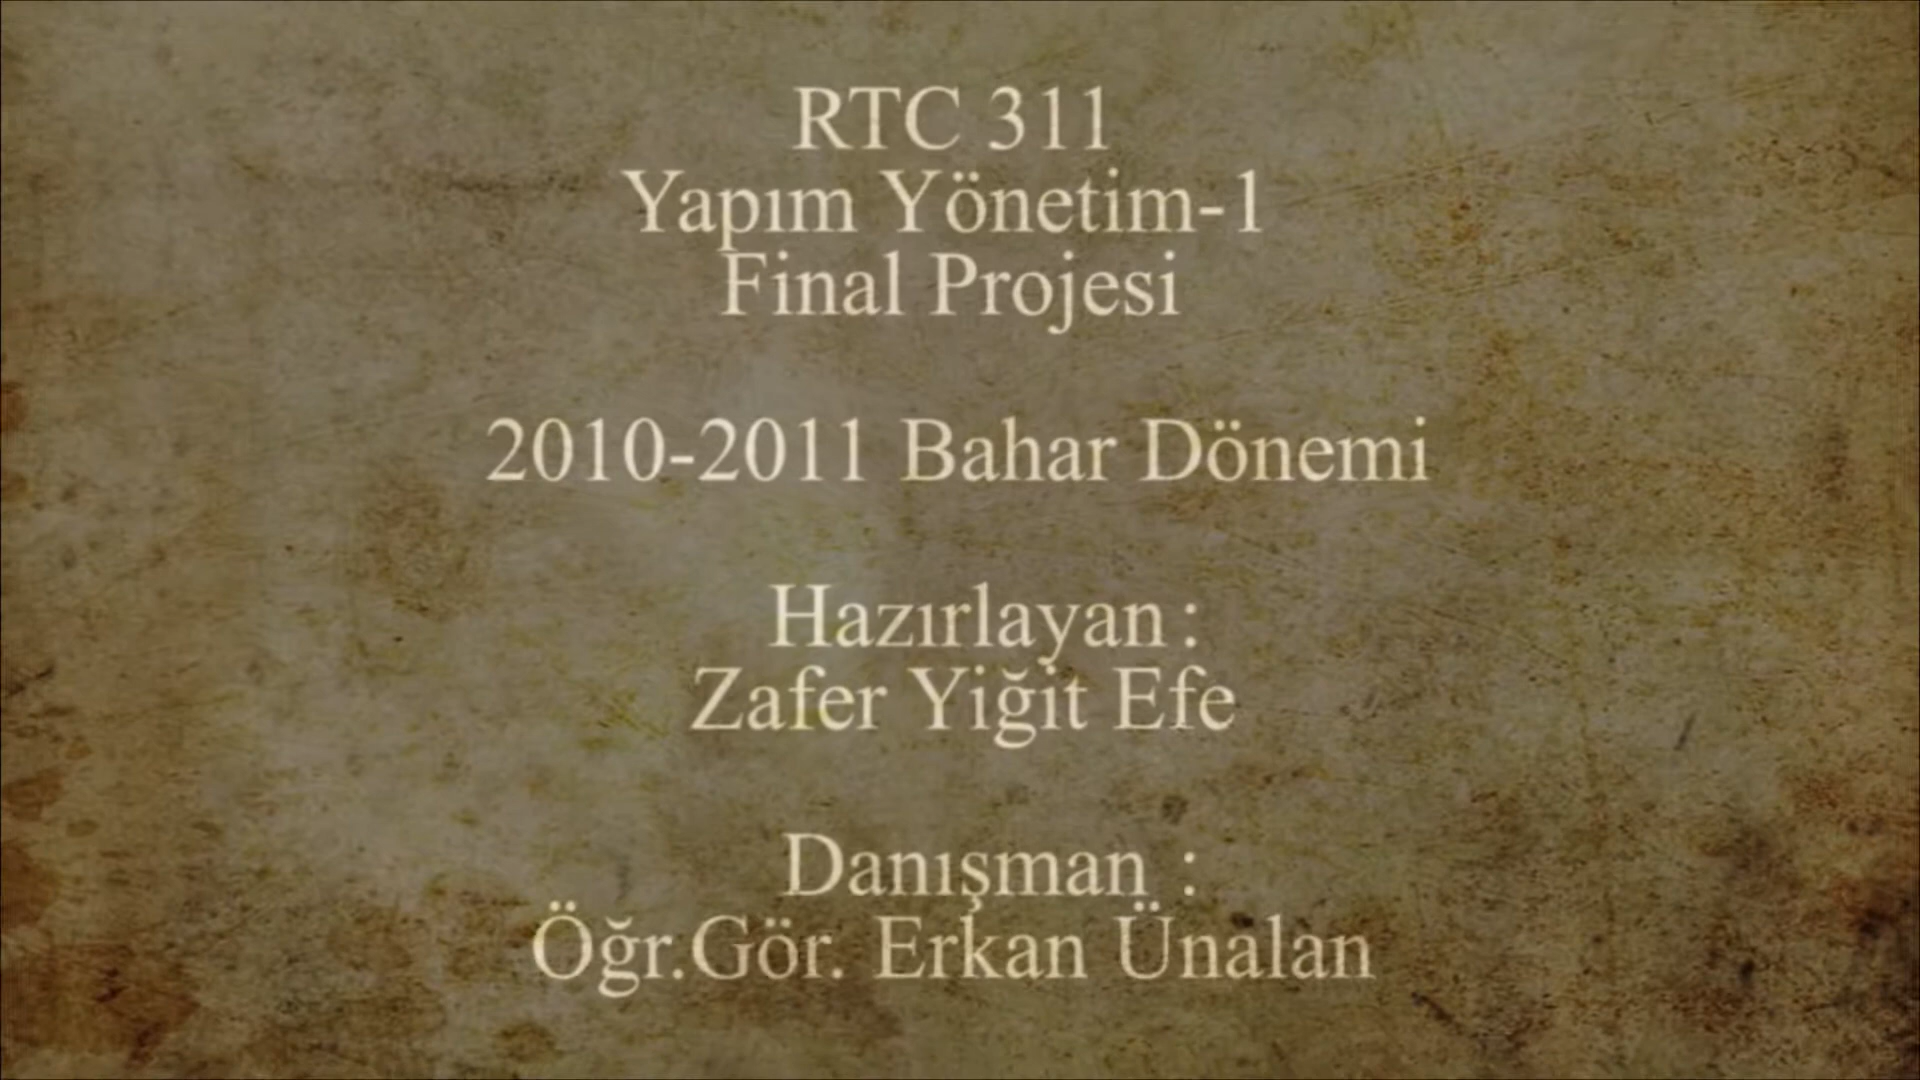 RTC 311
Yapım Yönetim-1
Final Projesi
2010-2011 Bahar Dönemi
Hazırlayan :
Zafer Yiğit Efe
Danışman :
Öğr.Gör. Erkan Ünalan